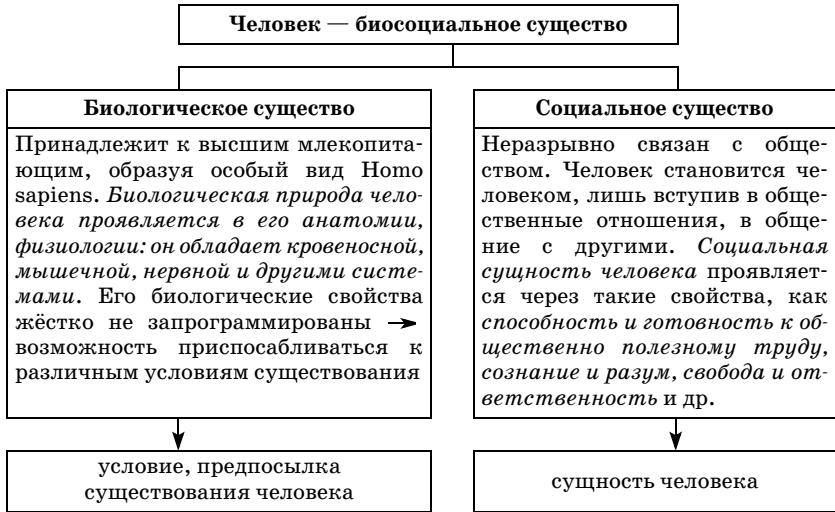 Человек — биосоциальное существо
Биологическое существо
Принадлежит к высшим млекопита-
ющим, образуя особый вид Homo
sapiens. Биологическая природа чело-
века проявляется в его анатомии,
физиологии: он обладает кровеносной,
мышечной, нервной и другими систе-
мами. Его биологические свойства
жёстко не запрограммированы →
возможность приспосабливаться к
различным условиям существования
условие, предпосылка
существования человека
Социальное существо
Неразрывно связан с обще-
ством. Человек становится че-
ловеком, лишь вступив в обще-
ственные отношения, в обще-
ние с другими. Социальная
сущность человека проявляет-
ся через такие свойства, как
способность и готовность к об-
щественно полезному труду,
сознание и разум, свобода и от-
ветственность и др.
сущность человека